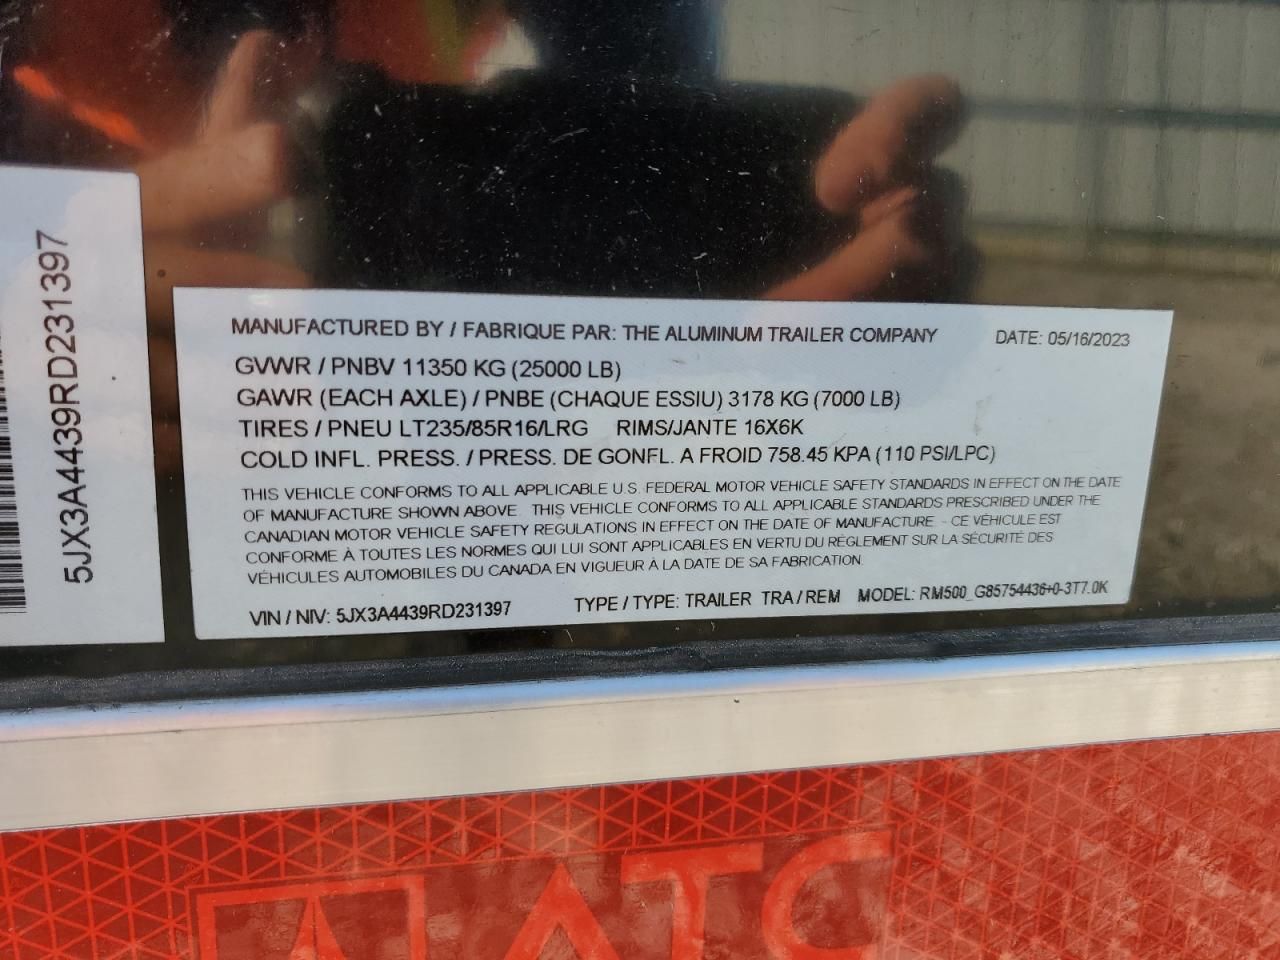 5JX3A4439RD231397
MANUFACTURED BY / FABRIQUE PAR: THE ALUMINUM TRAILER COMPANY DATE: 05/16/2023
GVWR / PNBV 11350 KG (25000 LB)
GAWR (EACH AXLE) / PNBE (CHAQUE ESSIU) 3178 KG (7000 LB)
TIRES / PNEU LT235/85R16/LRG RIMS/JANTE 16X6K
COLD INFL. PRESS. / PRESS. DE GONFL. A FROID 758.45 KPA (110 PSI/LPC)
THIS VEHICLE CONFORMS TO ALL APPLICABLE U.S. FEDERAL MOTOR VEHICLE SAFETY STANDARDS IN EFFECT ON THE DATE
OF MANUFACTURE SHOWN ABOVE. THIS VEHICLE CONFORMS TO ALL APPLICABLE STANDARDS PRESCRIBED UNDER THE
CANADIAN MOTOR VEHICLE SAFETY REGULATIONS IN EFFECT ON THE DATE OF MANUFACTURE - CE VÉHICULE EST
CONFORME À TOUTES LES NORMES QUI LUI SONT APPLICABLES EN VERTU DU RÉGLEMENT SUR LA SÉCURITÉ DES
VÉHICULES AUTOMOBILES DU CANADA EN VIGUEUR À LA DATE DE SA FABRICATION.
VIN / NIV: 5JX3A4439RD231397 TYPE / TYPE: TRAILER TRA / REM MODEL: RM500_G85754436+0-3T7.0K
ATC